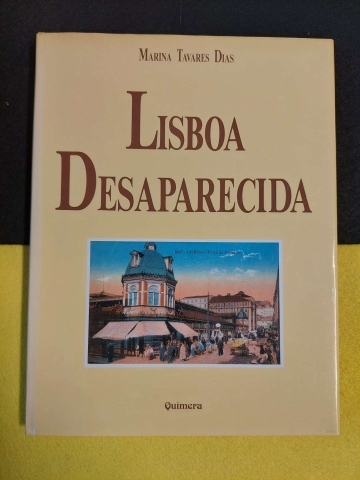 MARINA TAVARES DIAS
LISBOA
DESAPARECIDA
Quimera